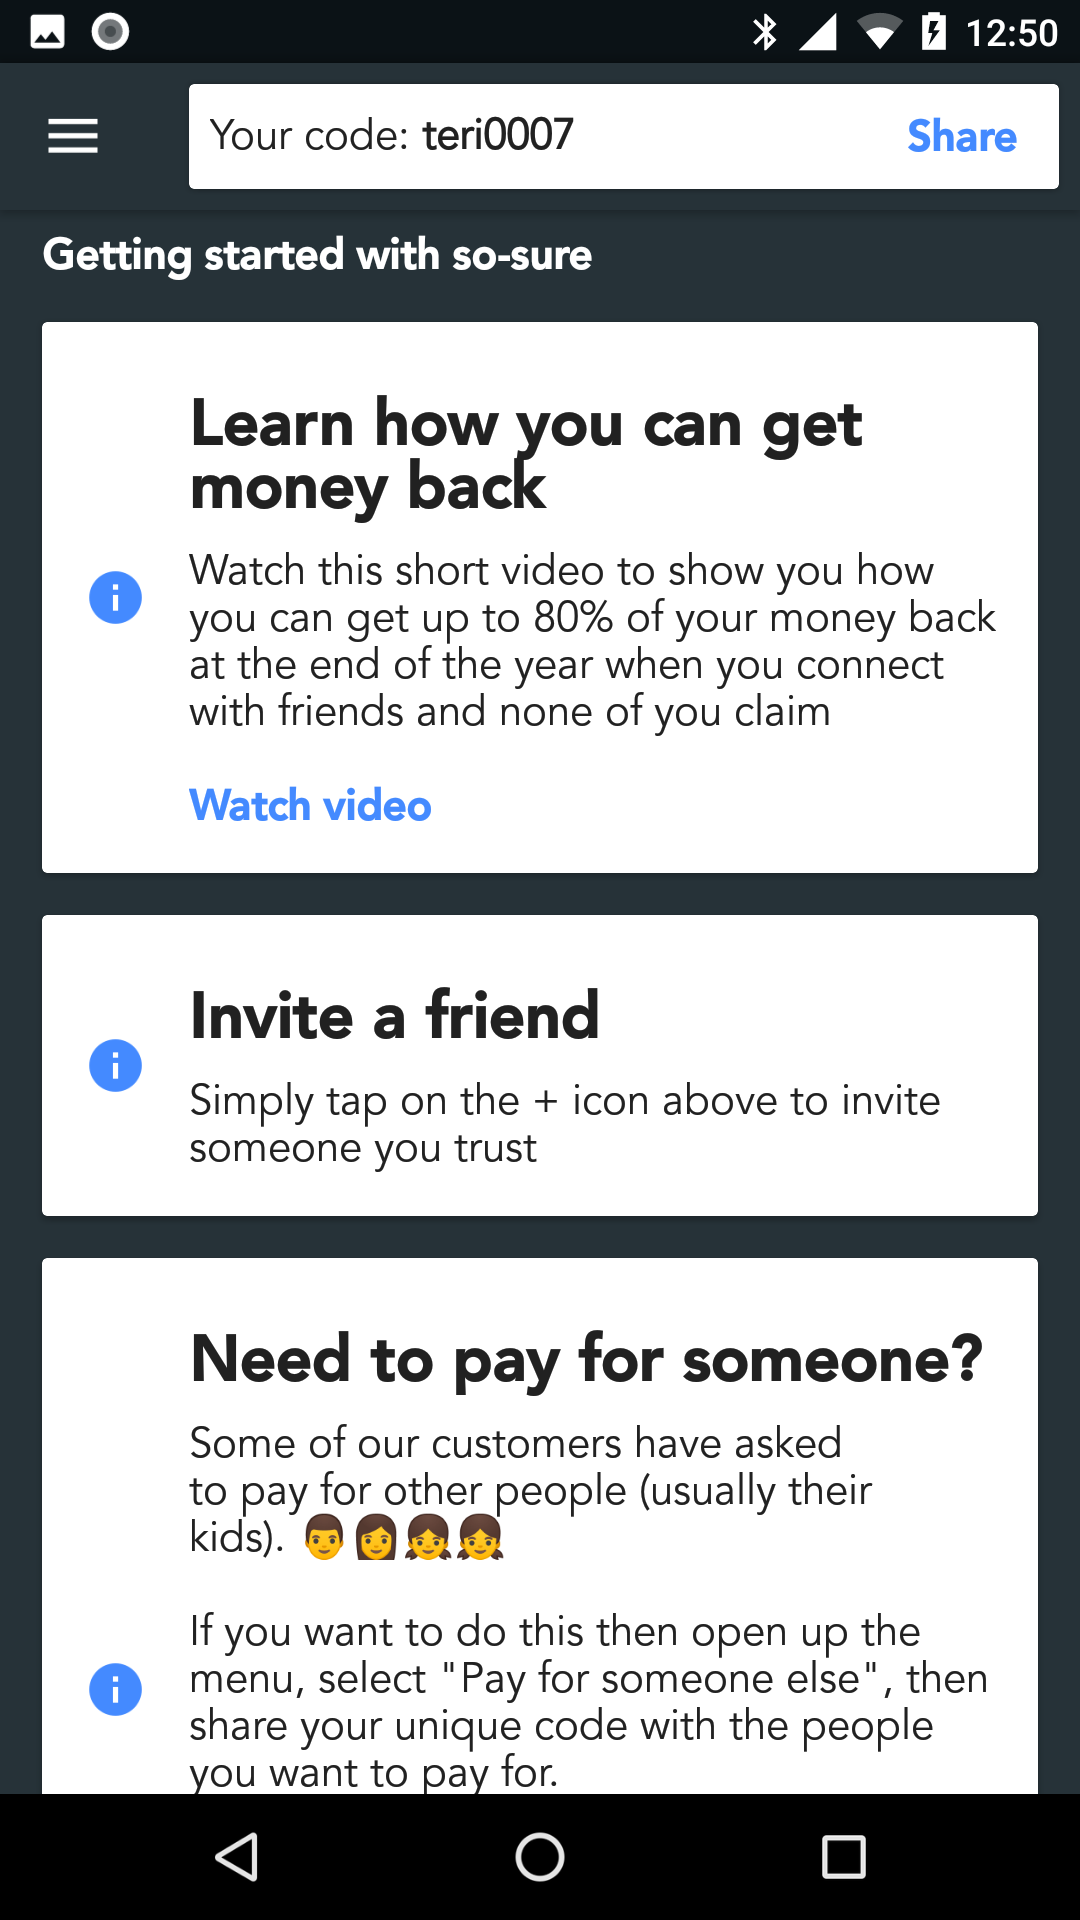 12:50
Your code: teri0007
Share
Getting started with so-sure
Learn how you can get
money back
Watch this short video to show you how
you can get up to 80% of your money back
at the end of the year when you connect
with friends and none of you claim
Watch video
Invite a friend
Simply tap on the + icon above to invite
someone you trust
Need to pay for someone?
Some of our customers have asked
to pay for other people (usually their
kids). 👨👩👧👧
If you want to do this then open up the
menu, select "Pay for someone else", then
share your unique code with the people
you want to pay for.